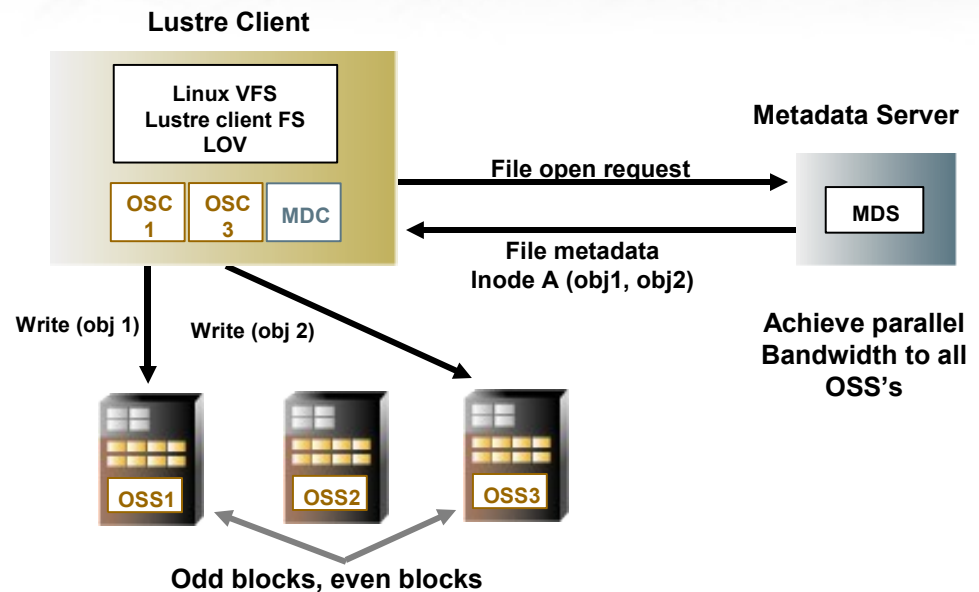 Lustre Client
Linux VFS
Lustre client FS
LOV
OSC
1
OSC
3
MDC
File open request
File metadata
Inode A (obj1, obj2)
Metadata Server
MDS
Achieve parallel
Bandwidth to all
OSS's
Write (obj 1)
Write (obj 2)
OSS1
OSS2
OSS3
Odd blocks, even blocks